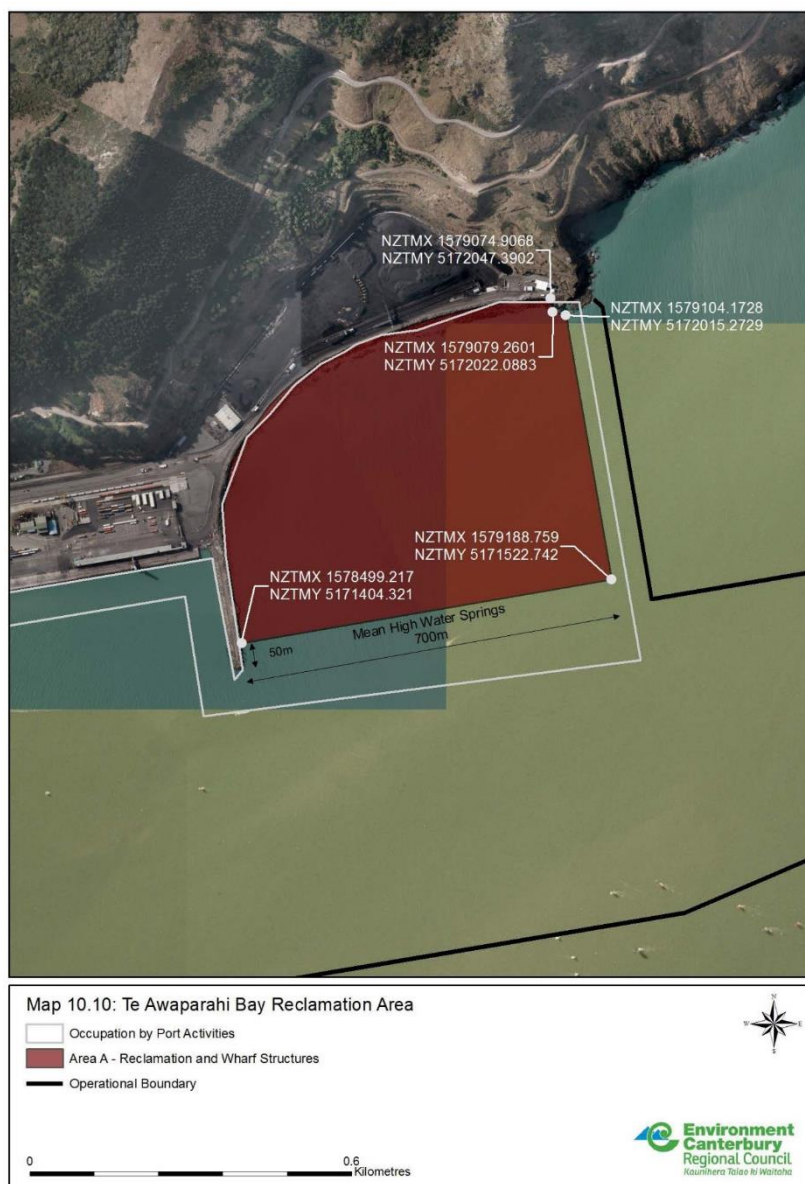 NZTMX 1579074.9068
NZTMY 5172047.3902
NZTMX 1579104.1728
NZTMY 5172015.2729
NZTMX 1579079.2601
NZTMY 5172022.0883
NZTMX 1579188.759
NZTMY 5171522.742
NZTMX 1578499.217
NZTMY 5171404.321
Mean High Water Springs
700m
50m
Map 10.10: Te Awaparahi Bay Reclamation Area
Occupation by Port Activities
Area A - Reclamation and Wharf Structures
Operational Boundary
N
W E
S
0 0.6
Kilometres
Environment
Canterbury
Regional Council
Kaunihera Taiao ki Waitaha